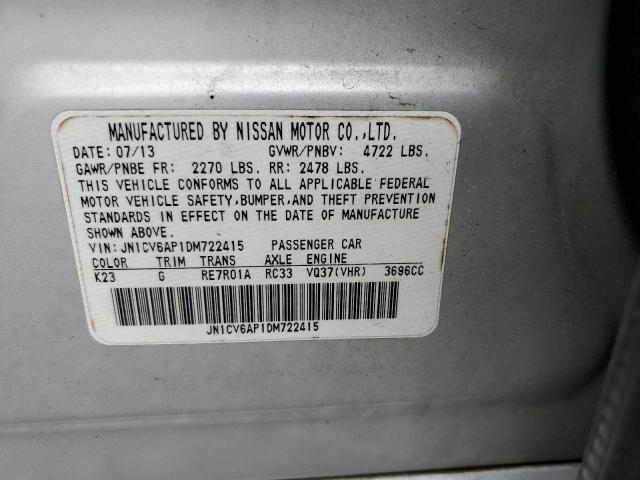 MANUFACTURED BY NISSAN MOTOR CO.,LTD.
DATE: 07/13 GVWR/PNBV: 4722 LBS.
GAWR/PNBE FR: 2270 LBS. RR: 2478 LBS.
THIS VEHICLE CONFORMS TO ALL APPLICABLE FEDERAL
MOTOR VEHICLE SAFETY,BUMPER,AND THEFT PREVENTION
STANDARDS IN EFFECT ON THE DATE OF MANUFACTURE
SHOWN ABOVE.
VIN:JN1CV6AP1DM722415 PASSENGER CAR
COLOR TRIM TRANS AXLE ENGINE
K23 G RE7R01A RC33 VQ37(VHR) 3696CC
JN1CV6AP1DM722415